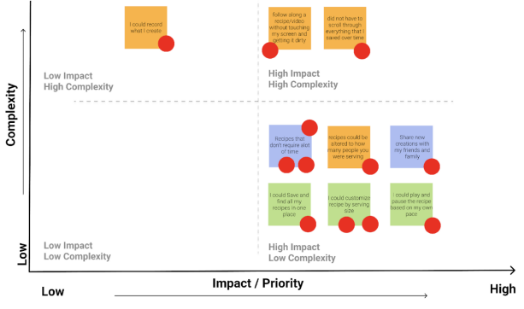 I could record
what I create
follow along a
recipe/video
without touching
my screen and
getting it dirty
did not have to
scroll through
everything that I
saved over time
Low Impact
High Complexity
High Impact
High Complexity
Complexity
Recipes that
don't require
of time
recipes could be
altered to how
many people you
were serving
Share new
creations with
my friends and
family
I could save and
find all my
recipes in one
place
I could customize
recipe by serving
size
I could play and
pause the recipe
based on my own
pace
Low Impact
Low Complexity
High Impact
Low Complexity
Low
Low
Impact / Priority
High